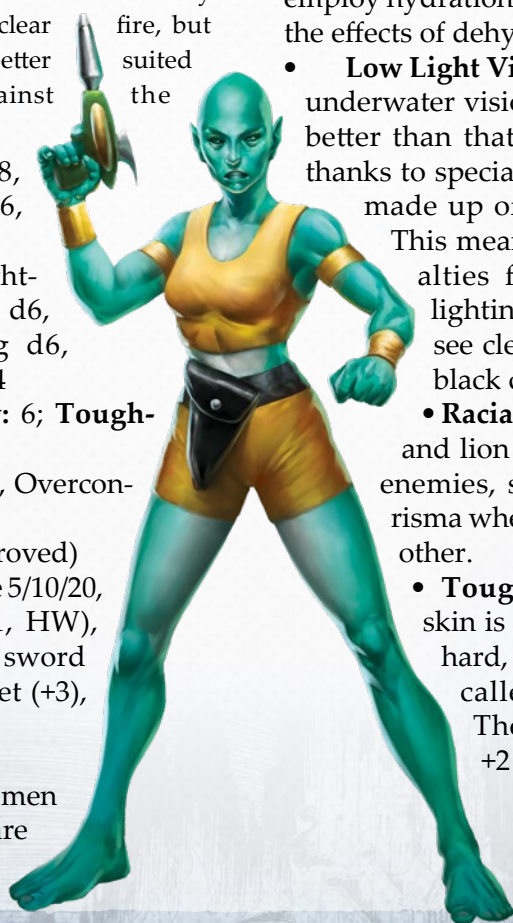 clear fire, but
better suited
ainst the
8,
6,
ht-
d6,
g d6,
4
: 6; Tough-
, Overcon-
roved)
e 5/10/20,
, HW),
sword
et (+3),
men
are
employ hydration
the effects of dehy
• Low Light Vi
underwater visio
better than that
thanks to specia
made up o
This mean
alties f
lightin
see cle
black c
• Racia
and lion
enemies, s
risma whe
other.
• Toug
skin is
hard,
calle
The
+2